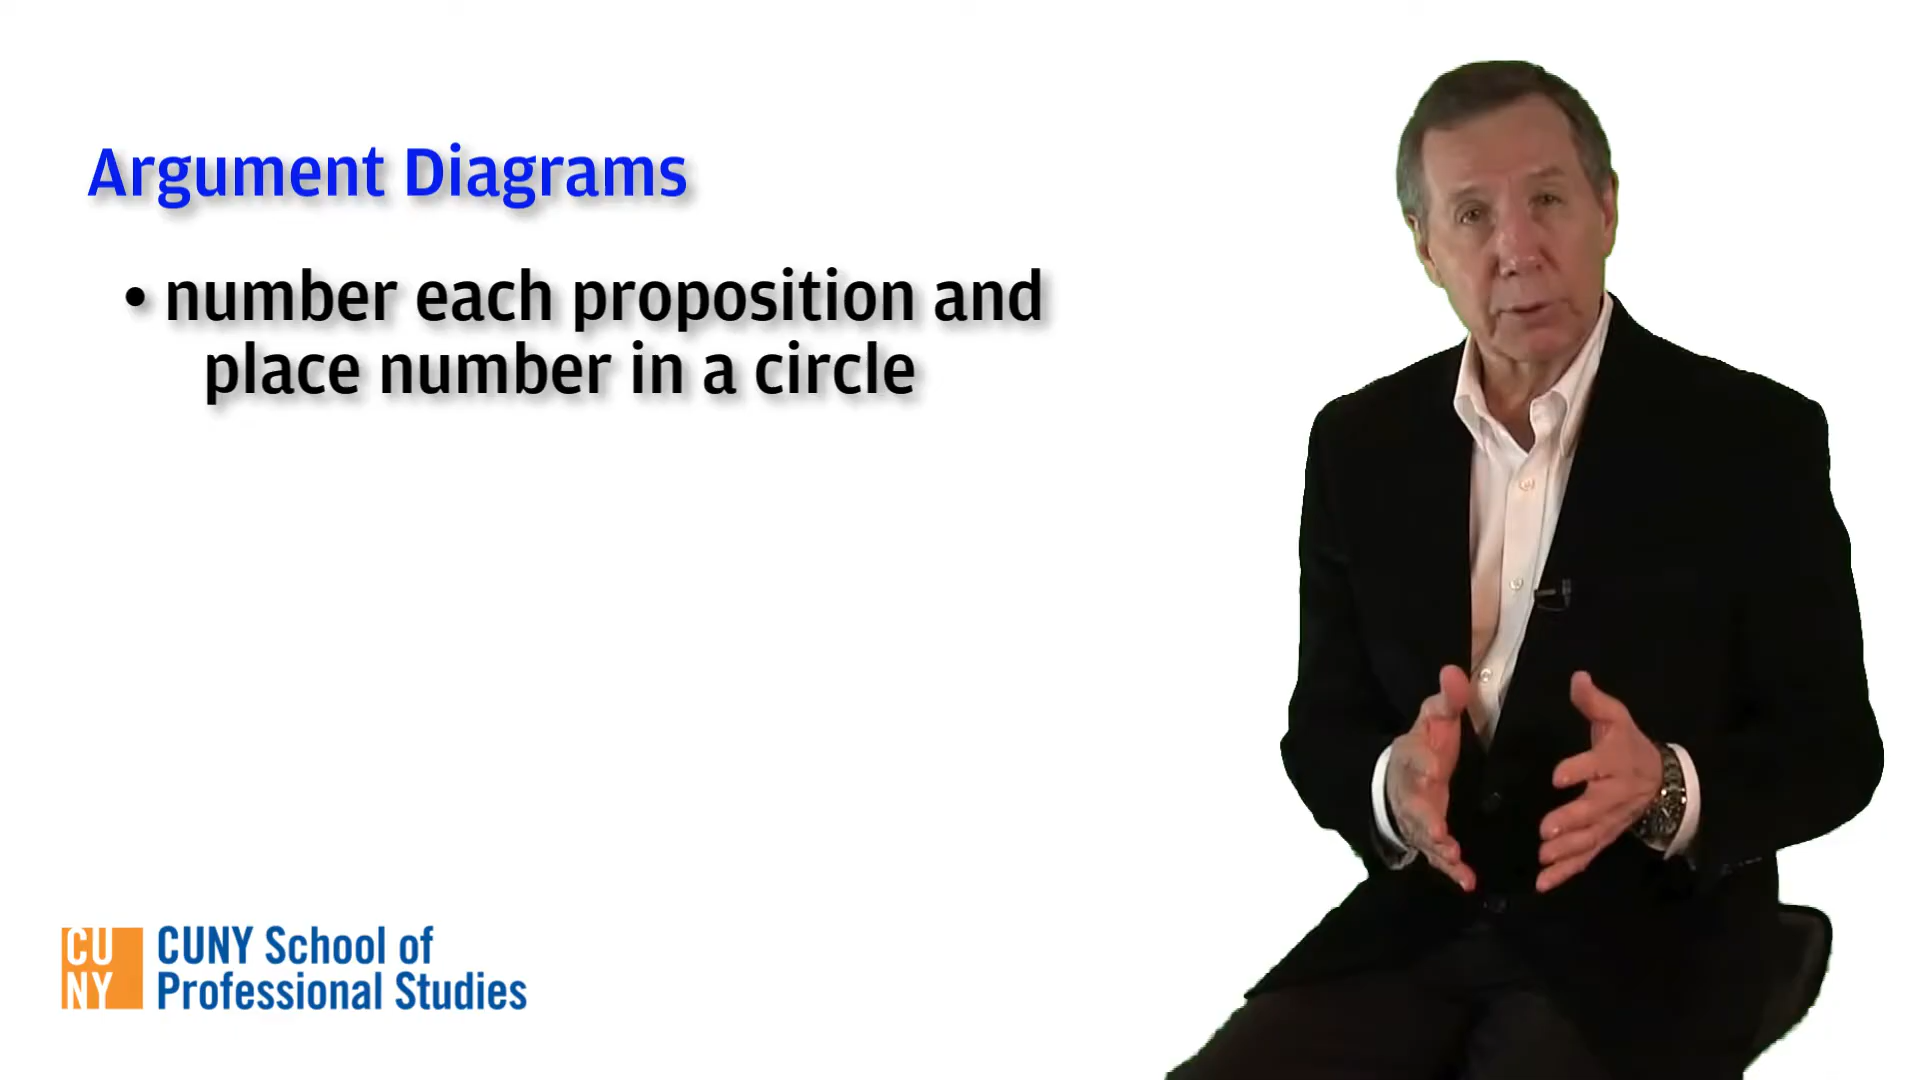 Argument Diagrams
• number each proposition and
place number in a circle
CU
NY
CUNY School of
Professional Studies